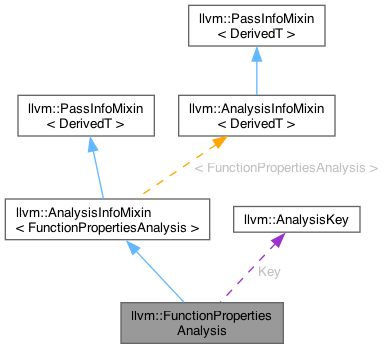 llvm::PassInfoMixin
< DerivedT >
llvm::PassInfoMixin
< DerivedT >
llvm::AnalysisInfoMixin
< DerivedT >
< FunctionPropertiesAnalysis >
llvm::AnalysisInfoMixin
< FunctionPropertiesAnalysis >
llvm::AnalysisKey
Key
llvm::FunctionProperties
Analysis